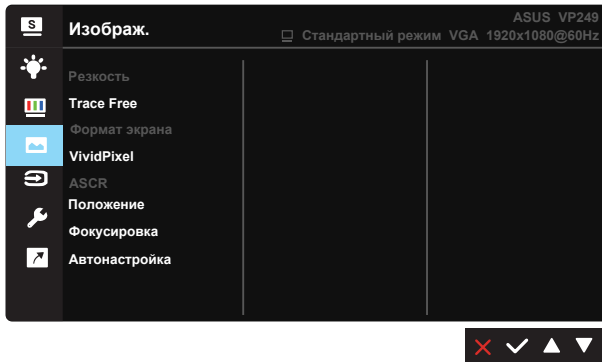 S
Изображ.
ASUS VP249
Стандартный режим VGA 1920x1080@60Hz
Резкость
Trace Free
Формат экрана
VividPixel
ASCR
Положение
Фокусировка
Автонастройка